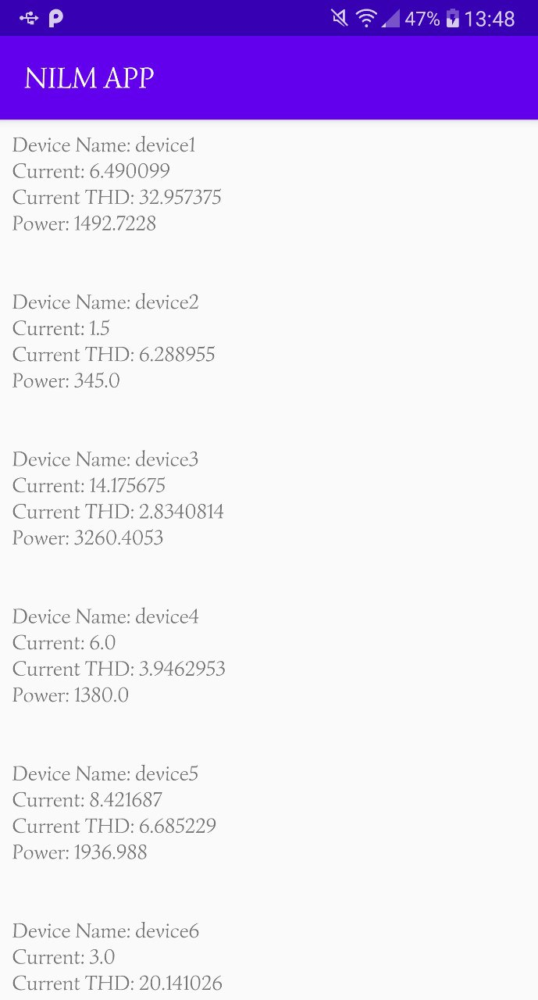 47% 13:48
NILM APP
Device Name: device1
Current: 6.490099
Current THD: 32.957375
Power: 1492.7228
Device Name: device2
Current: 1.5
Current THD: 6.288955
Power: 345.0
Device Name: device3
Current: 14.175675
Current THD: 2.8340814
Power: 3260.4053
Device Name: device4
Current: 6.0
Current THD: 3.9462953
Power: 1380.0
Device Name: device5
Current: 8.421687
Current THD: 6.685229
Power: 1936.988
Device Name: device6
Current: 3.0
Current THD: 20.141026